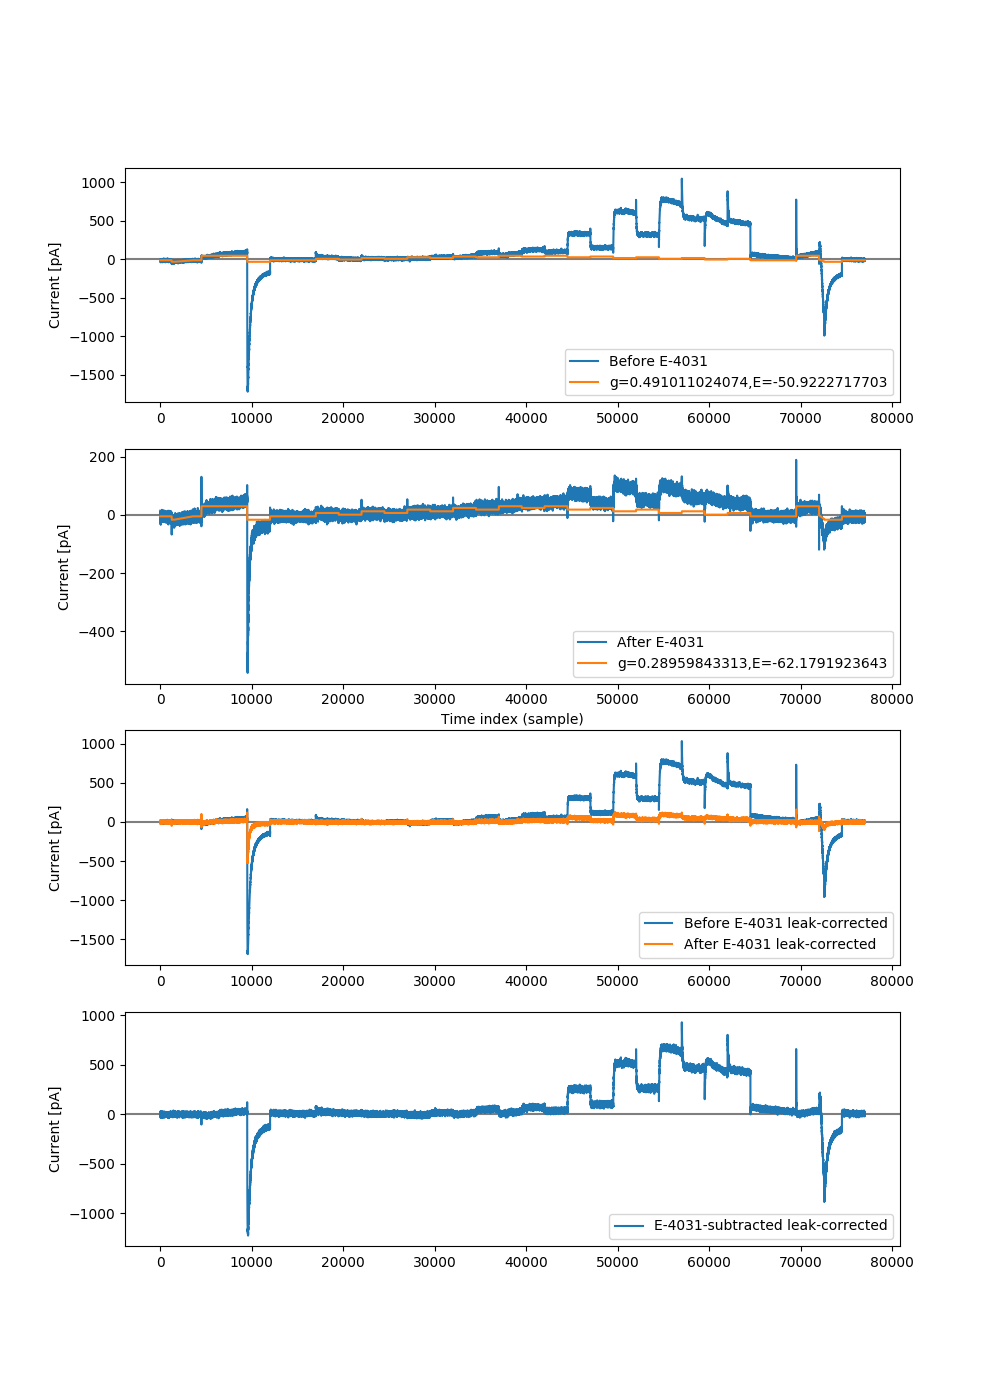 1000
500
0
−500
−1000
−1500
Current [pA]
Before E-4031
g=0.491011024074,E=-50.9222717703
0 10000 20000 30000 40000 50000 60000 70000 80000
200
0
−200
−400
Current [pA]
After E-4031
g=0.28959843313,E=-62.1791923643
0 10000 20000 30000 40000 50000 60000 70000 80000
Time index (sample)
1000
500
0
−500
−1000
−1500
Current [pA]
Before E-4031 leak-corrected
After E-4031 leak-corrected
0 10000 20000 30000 40000 50000 60000 70000 80000
1000
500
0
−500
−1000
Current [pA]
E-4031-subtracted leak-corrected
0 10000 20000 30000 40000 50000 60000 70000 80000